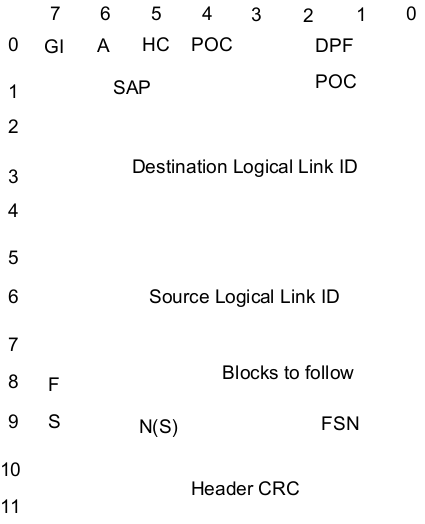 7 6 5 4 3 2 1 0
0 GI A HC POC DPF
1 SAP POC
2
3 Destination Logical Link ID
4
5
6 Source Logical Link ID
7
8 F Blocks to follow
9 S N(S) FSN
10
Header CRC
11